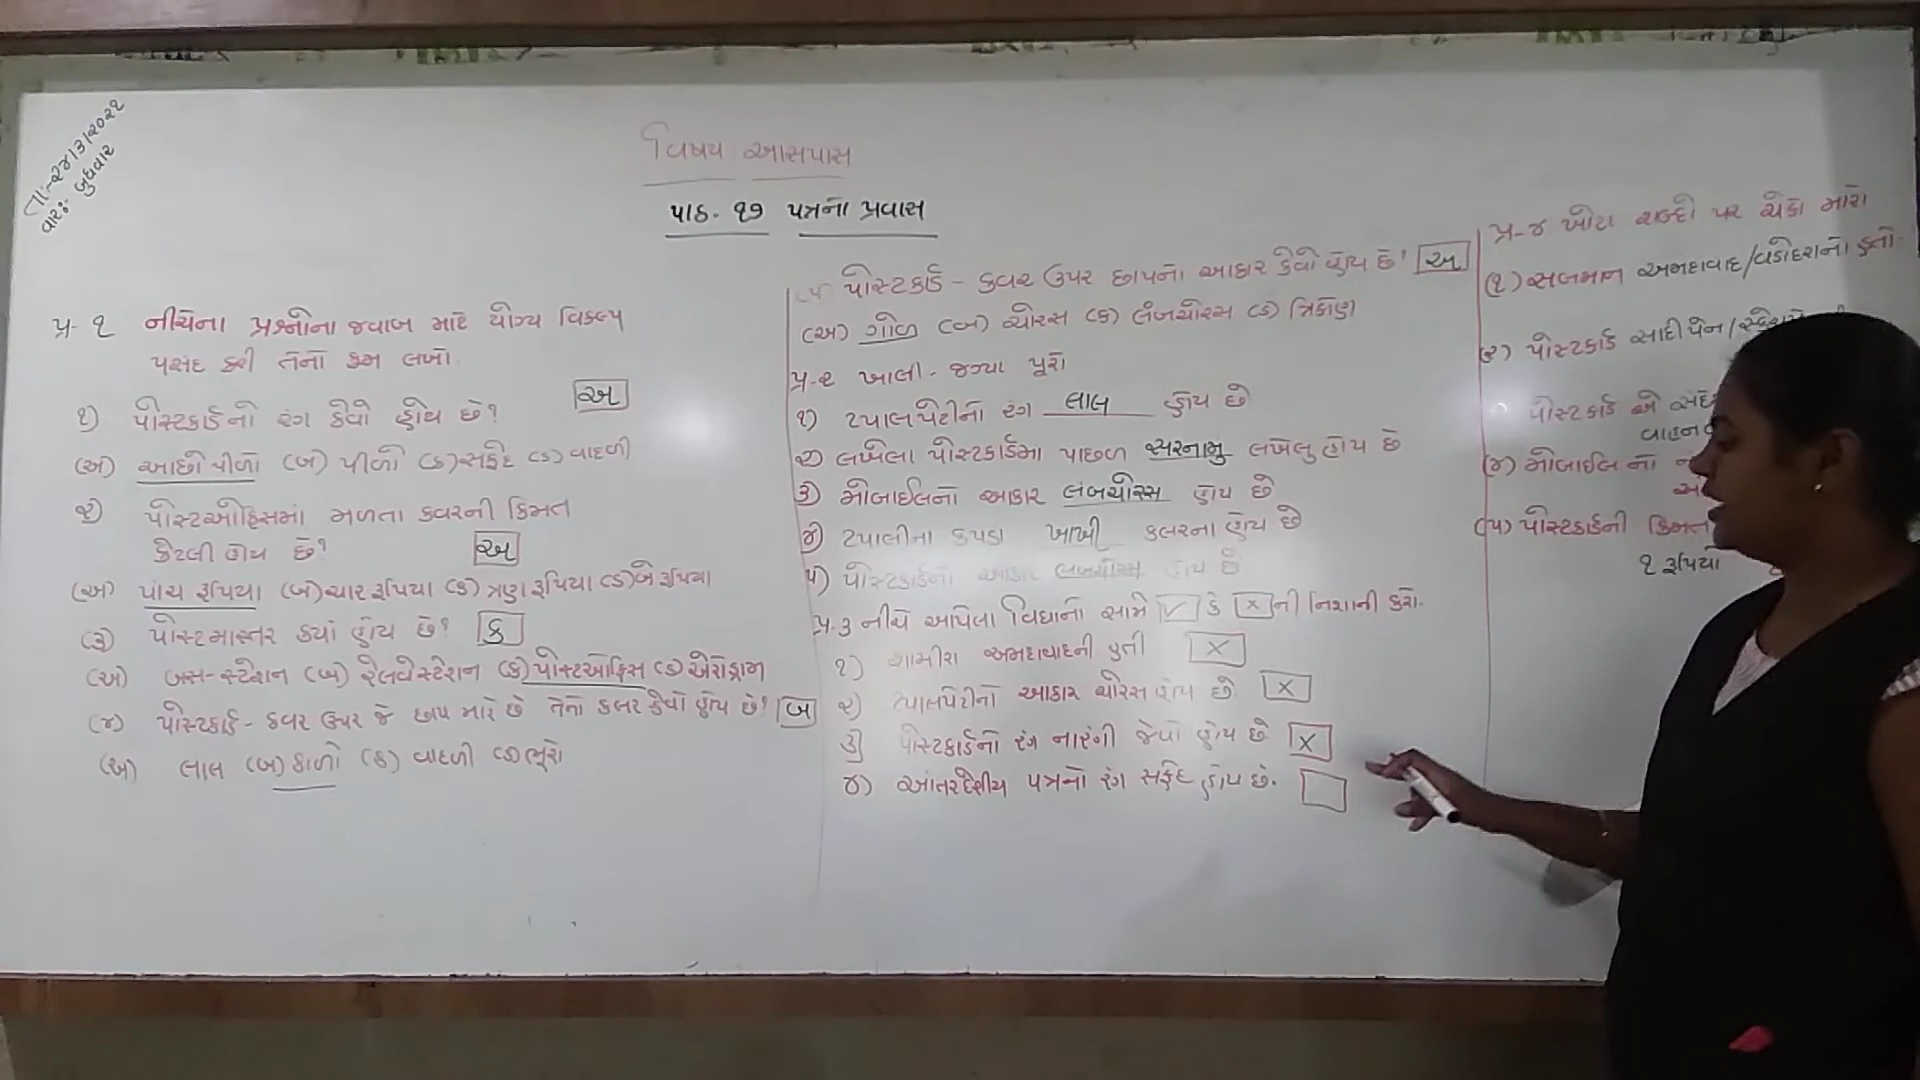 તા:-૨૪/૩/૨૦૨૧
વાર:- બુધવાર
વિષય આસપાસ
પાઠ. ૧૭ પત્રની પ્રવાસ
પ્ર- ૧ નીચેના પ્રશ્નોના જવાબ માટે યોગ્ય વિકલ્પ
પસંદ કરી તેનો ક્રમ લખો.
૧) પોસ્ટકાર્ડનો રંગ કેવો હોય છે? અ
(અ) આછો પીળો (બ) પીળો (ક) સફેદ (ડ) વાદળી
૨) પોસ્ટઓફિસમાં મળતા કવરની કિંમત
કેટલી હોય છે? અ
(અ) પાંચ રૂપિયા (બ) ચાર રૂપિયા (ક) ત્રણ રૂપિયા (ડ) બે રૂપિયા
(૩) પોસ્ટમાસ્તર કયાં હોય છે? ક
(અ) બસ-સ્ટેશન (બ) રેલવેસ્ટેશન (ક) પોસ્ટઓફિસ (ડ) એરોડ્રામ
(૪) પોસ્ટકાર્ડ - કવર ઉપર જે છાપ મારે છે તેનો કલર કેવો હોય છે? બ
(અ) લાલ (બ) કાળો (ક) વાદળી (ડ) ભૂરો
(૫) પોસ્ટકાર્ડ - કવર ઉપર છાપનો આકાર કેવો હોય છે? અ
(અ) ગોળ (બ) ચોરસ (ક) લંબચોરસ (ડ) ત્રિકોણ
પ્ર-૨ ખાલી-જગ્યા પૂરો
૧) ટપાલપેટીનો રંગ લાલ હોય છે
૨) લખેલા પોસ્ટકાર્ડમાં પાછળ સરનામુ લખેલુ હોય છે
૩) મોબાઈલનો આકાર લંબચોરસ હોય છે
૪) ટપાલીના કપડા ખાખી કલરના હોય છે
૫) પોસ્ટકાર્ડનો આકાર લંબચોરસ હોય છે
પ્ર.૩ નીચે આપેલા વિધાનો સામે ✓ કે × ની નિશાની કરો.
૧) શામીરા અમદાવાદની હતી ×
૨) ટપાલપેટીનો આકાર ચોરસ હોય છે ×
૩) પોસ્ટકાર્ડનો રંગ નારંગી જેવો હોય છે ×
૪) આંતરદેશીય પત્રનો રંગ સફેદ હોય છે.
પ્ર-૪ ખોટા શબ્દો પર ચેકો મારો
(૧) સલમાન અમદાવાદ/વડોદરાનો હતો.
(૨) પોસ્ટકાર્ડ સાદીપેન/
પોસ્ટકાર્ડ એ
વાહન
(૪) મોબાઈલ નો
(૫) પોસ્ટકાર્ડની કિંમત
૧ રૂપિયો